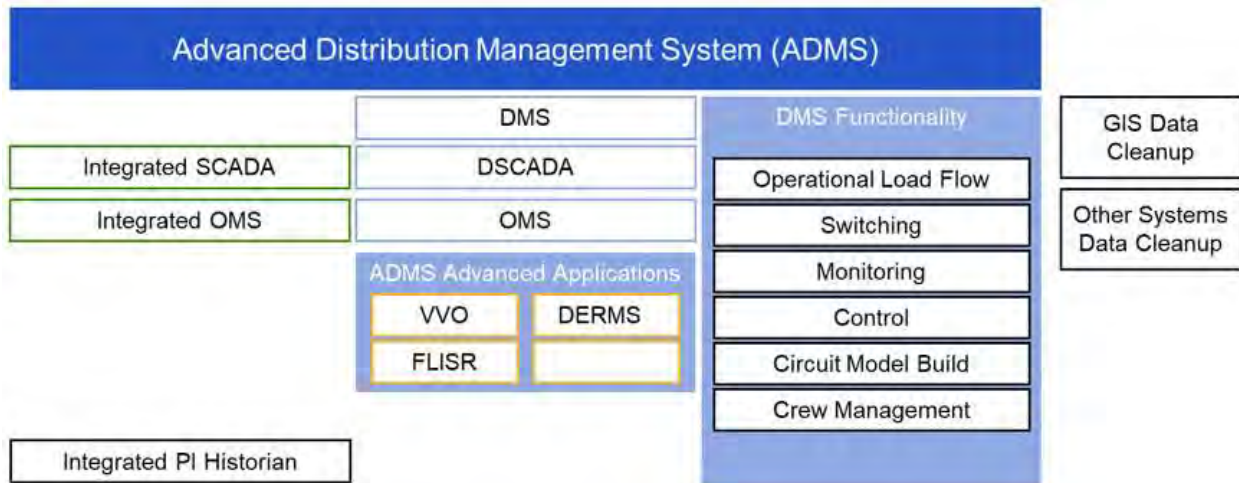 Advanced Distribution Management System (ADMS)
DMS
Integrated SCADA
DSCADA
Integrated OMS
OMS
ADMS Advanced Applications
VVO
DERMS
FLISR
Integrated PI Historian
DMS Functionality
Operational Load Flow
Switching
Monitoring
Control
Circuit Model Build
Crew Management
GIS Data
Cleanup
Other Systems
Data Cleanup